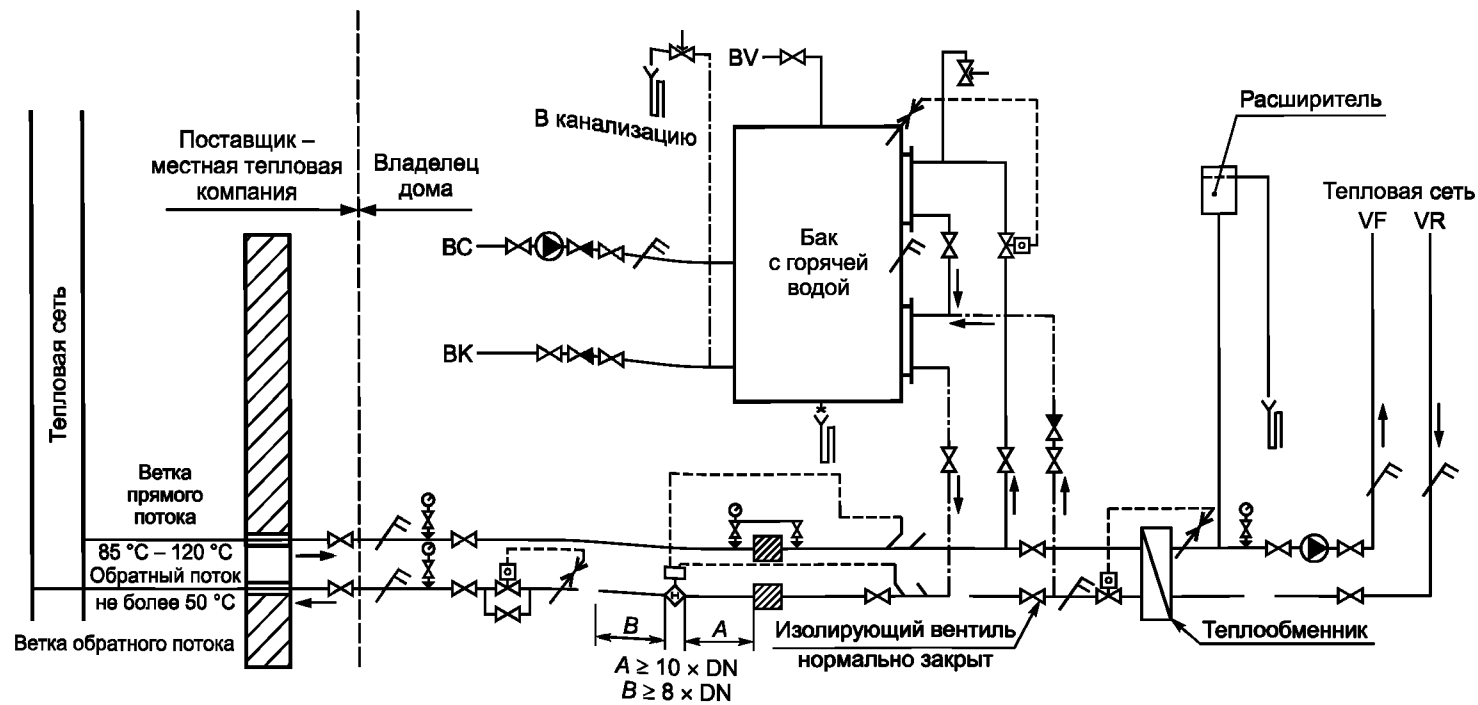 BV
В канализацию
Расширитель
Поставщик –
местная тепловая
компания
Владелец
дома
Тепловая сеть
VF VR
BC
Бак
с горячей
водой
BK
Тепловая сеть
Ветка
прямого
потока
85 °C – 120 °C
Обратный поток
не более 50 °C
Ветка обратного потока
H
B
A
A ≥ 10 × DN
B ≥ 8 × DN
Изолирующий вентиль
нормально закрыт
Теплообменник